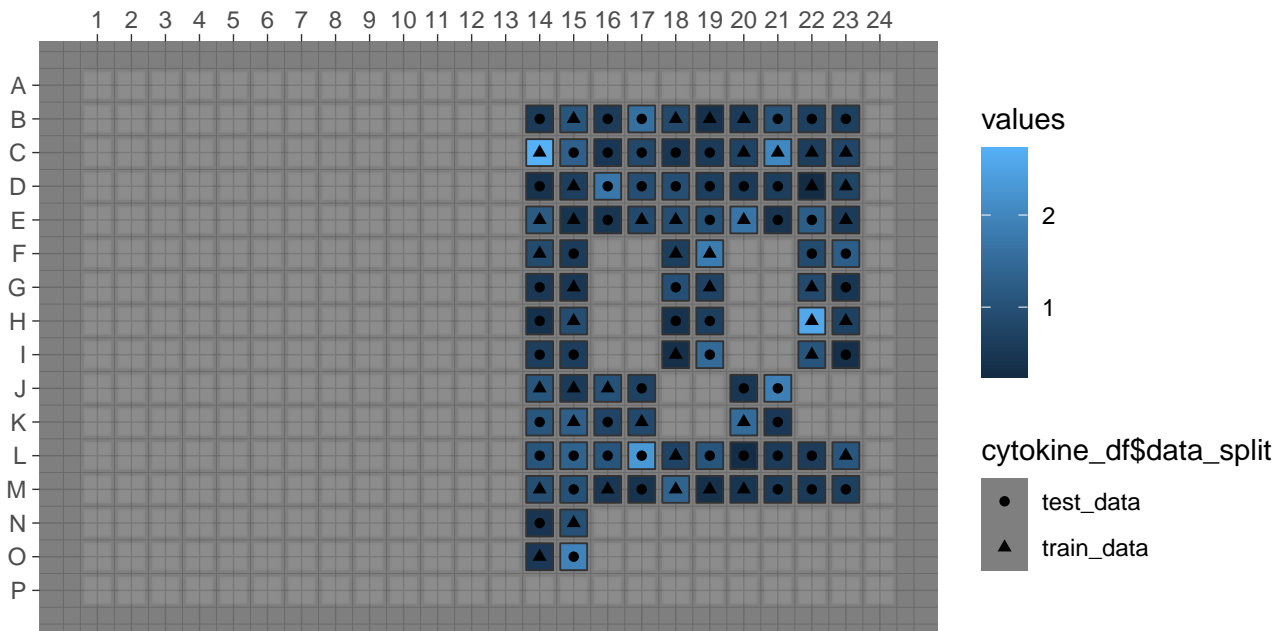 1 2 3 4 5 6 7 8 9 10 11 12 13 14 15 16 17 18 19 20 21 22 23 24
A
B
C
D
E
F
G
H
I
J
K
L
M
N
O
P
values
2
1
cytokine_df$data_split
test_data
train_data